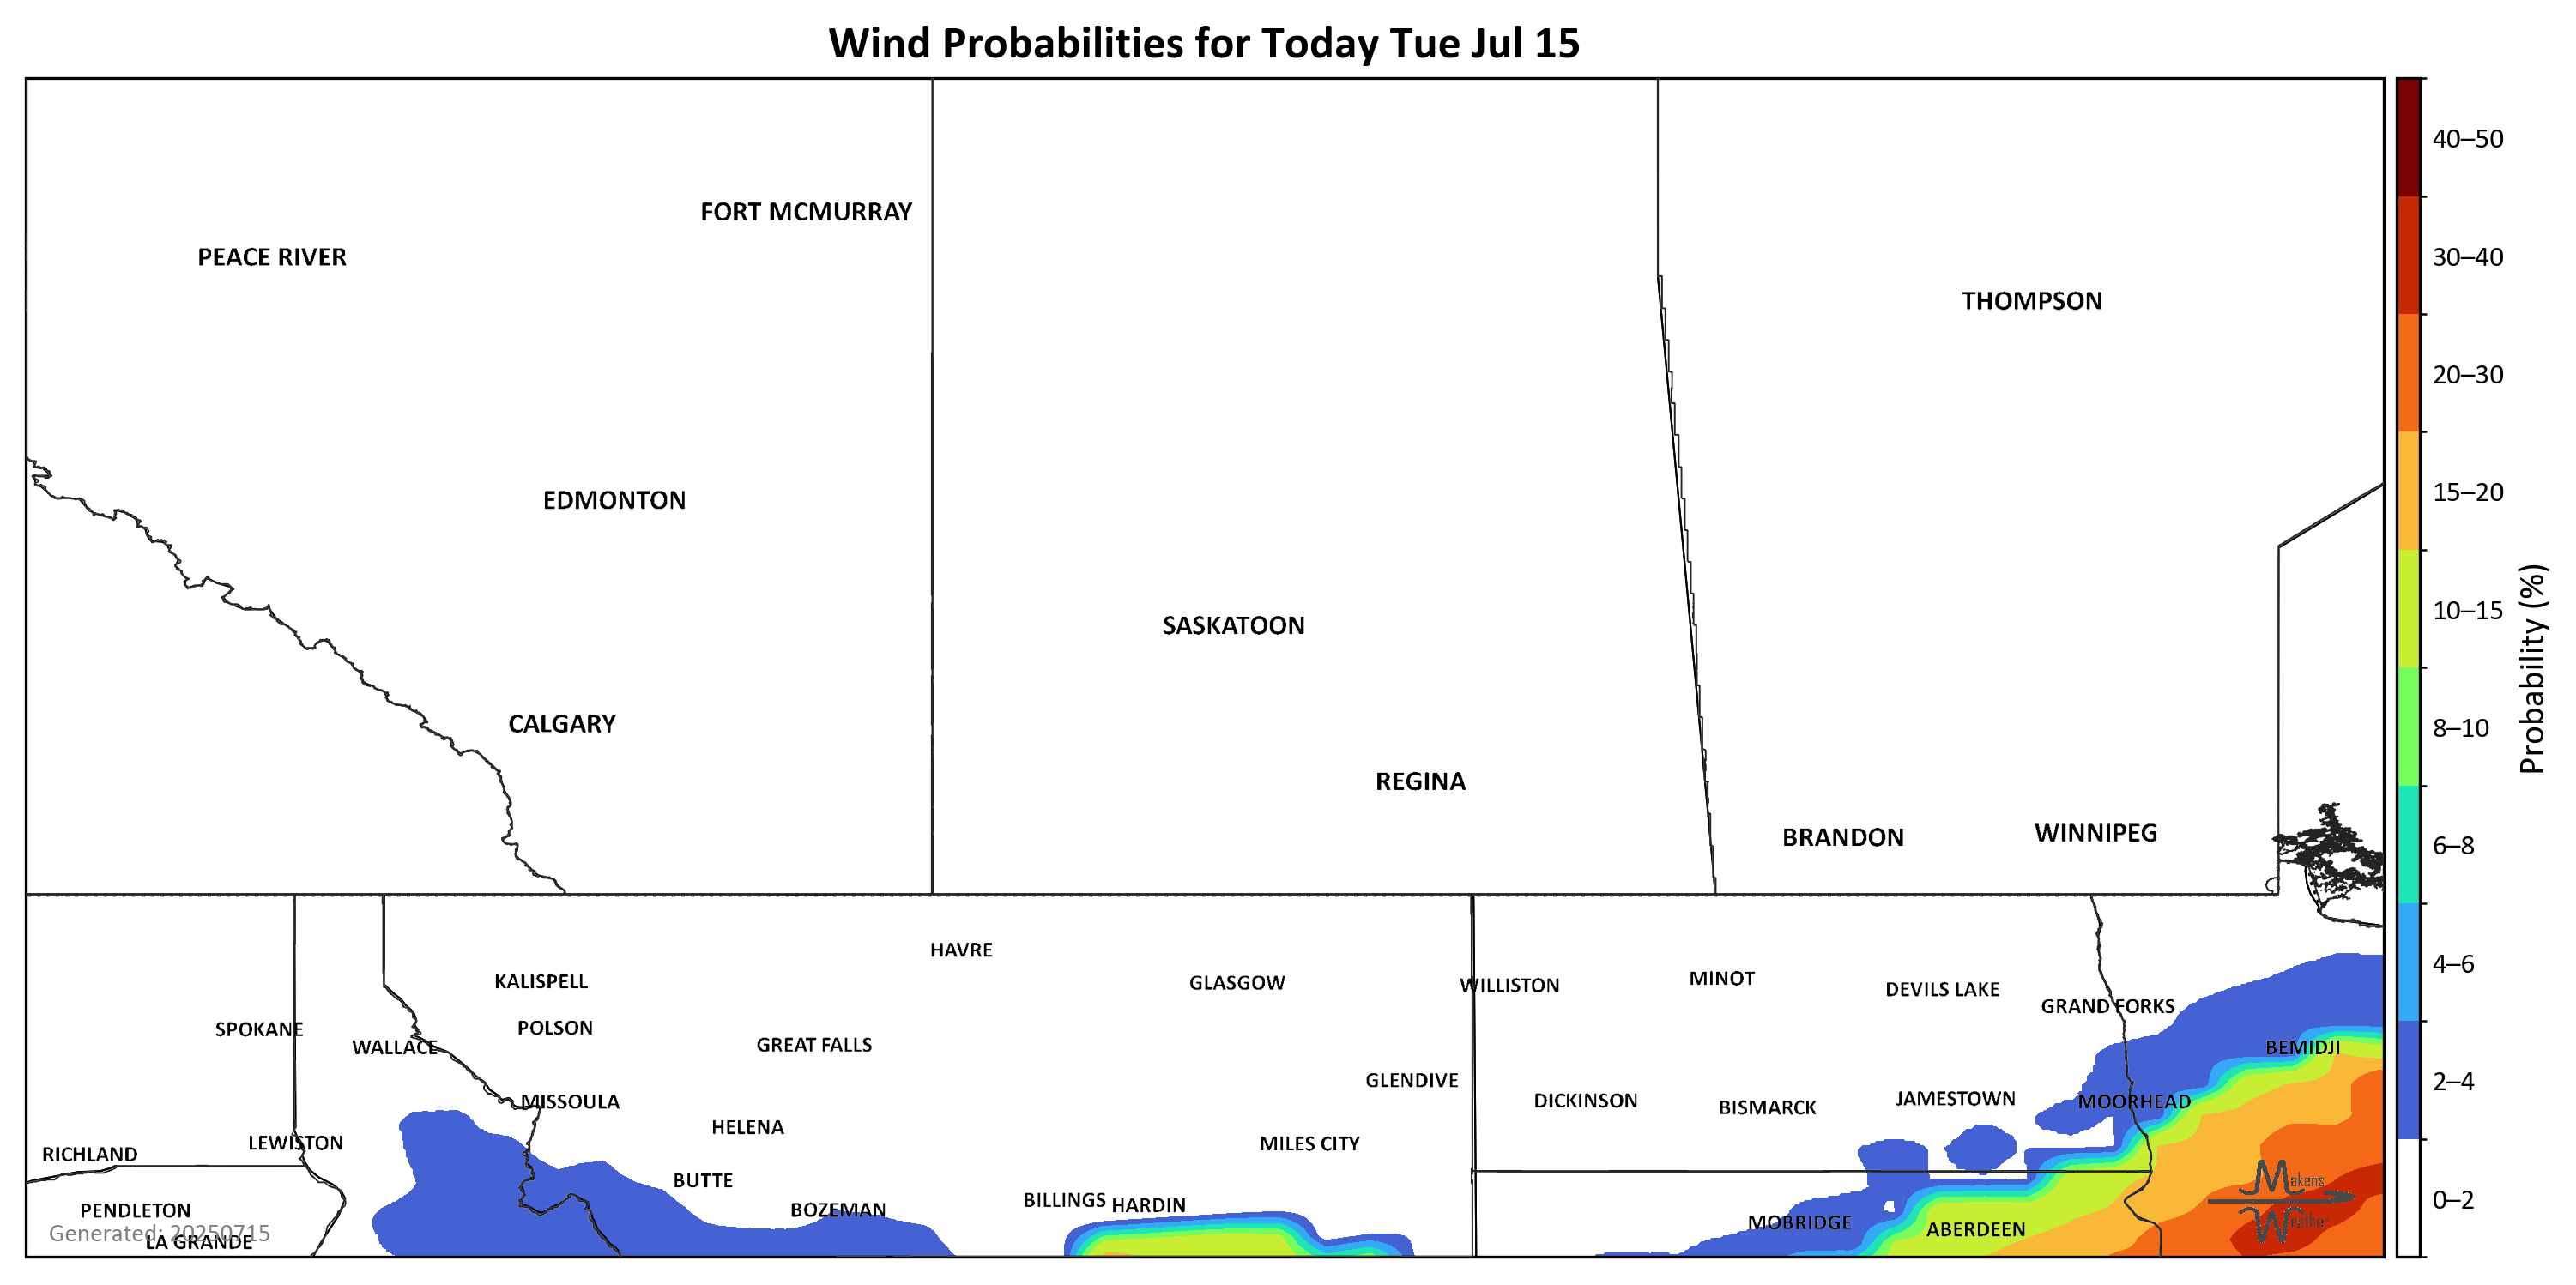 Wind Probabilities for Today Tue Jul 15
FORT MCMURRAY
PEACE RIVER
THOMPSON
EDMONTON
SASKATOON
CALGARY
REGINA
BRANDON
WINNIPEG
HAVRE
KALISPELL
GLASGOW
WILLISTON
MINOT
DEVILS LAKE
GRAND FORKS
SPOKANE
POLSON
WALLACE
GREAT FALLS
BEMIDJI
GLENDIVE
MISSOULA
DICKINSON
BISMARCK
JAMESTOWN
MOORHEAD
HELENA
LEWISTON
MILES CITY
RICHLAND
BUTTE
BILLINGS
HARDIN
PENDLETON
BOZEMAN
MOBRIDGE
ABERDEEN
Generated: 20250715
LA GRANDE
Makens
Weather
40–50
30–40
20–30
15–20
10–15
8–10
6–8
4–6
2–4
0–2
Probability (%)